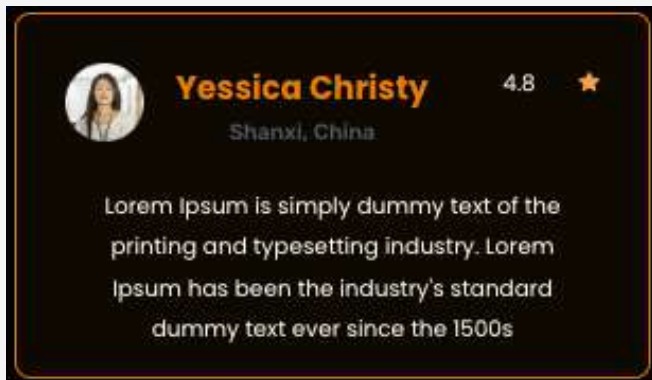 Yessica Christy
4.8
Shanxi, China
Lorem Ipsum is simply dummy text of the
printing and typesetting industry. Lorem
Ipsum has been the industry's standard
dummy text ever since the 1500s